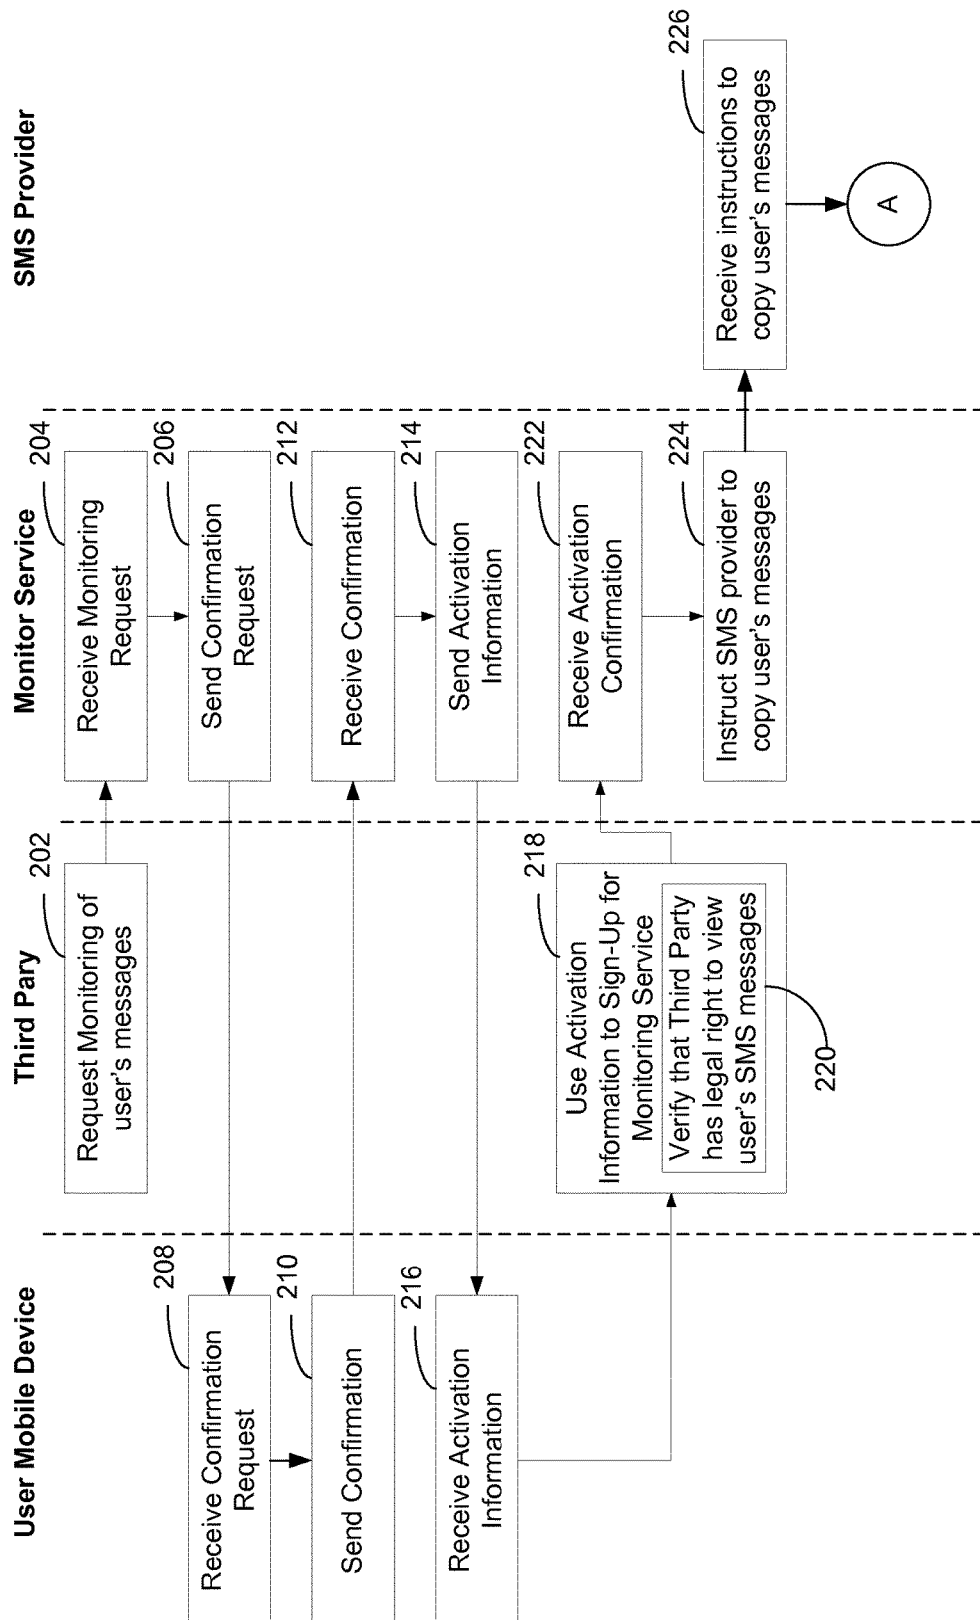 User Mobile Device
Third Pary
Monitor Service
SMS Provider
202
Request Monitoring of
user's messages
204
Receive Monitoring
Request
206
Send Confirmation
Request
208
Receive Confirmation
Request
210
Send Confirmation
212
Receive Confirmation
214
Send Activation
Information
216
Receive Activation
Information
218
Use Activation
Information to Sign-Up for
Monitoring Service
Verify that Third Party
has legal right to view
user's SMS messages
220
222
Receive Activation
Confirmation
224
Instruct SMS provider to
copy user's messages
226
Receive instructions to
copy user's messages
A